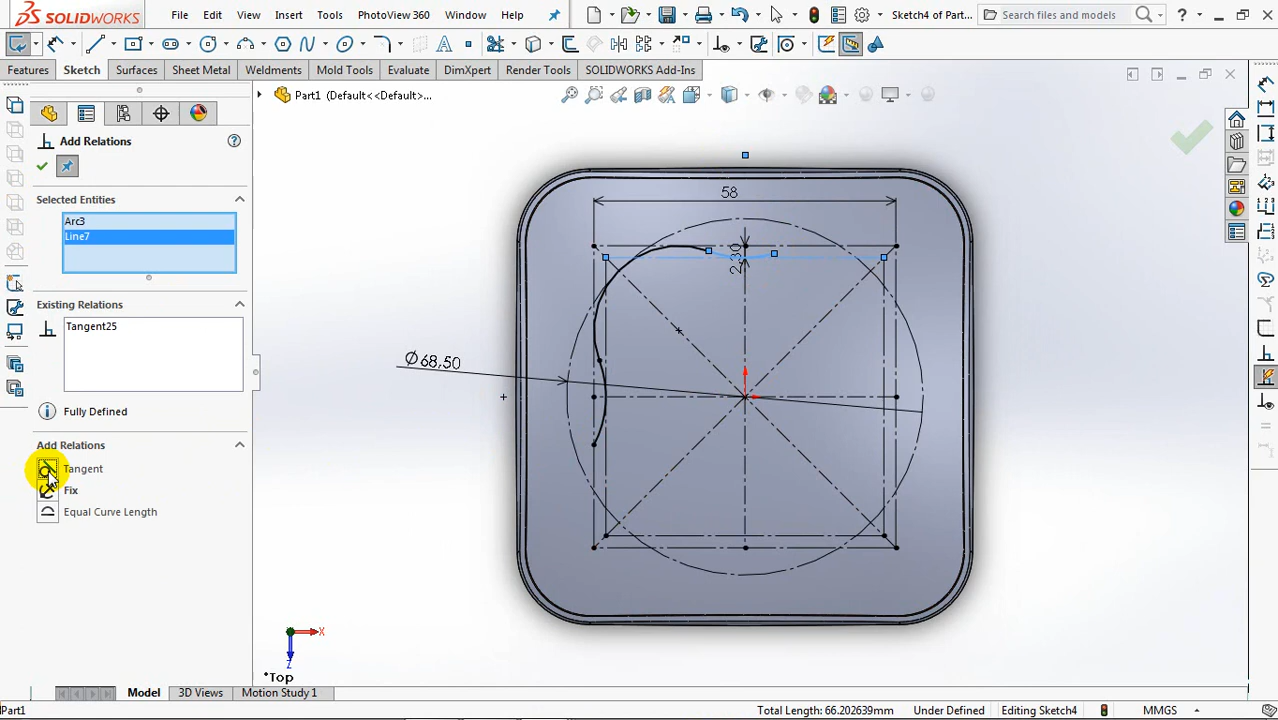 SOLIDWORKS
File
Edit
View
Insert
Tools
PhotoView 360
Window
Help
Sketch4 of Part...
Search files and models
Features
Sketch
Surfaces
Sheet Metal
Weldments
Mold Tools
Evaluate
DimXpert
Render Tools
SOLIDWORKS Add-Ins
Part1 (Default<<Default>...
Add Relations
Selected Entities
Arc3
Line7
Existing Relations
Tangent25
Fully Defined
Add Relations
Tangent
Fix
Equal Curve Length
58
2,30
Ø68,50
X
Z
*Top
Model
3D Views
Motion Study 1
Part1
Total Length: 66.202639mm
Under Defined
Editing Sketch4
MMGS